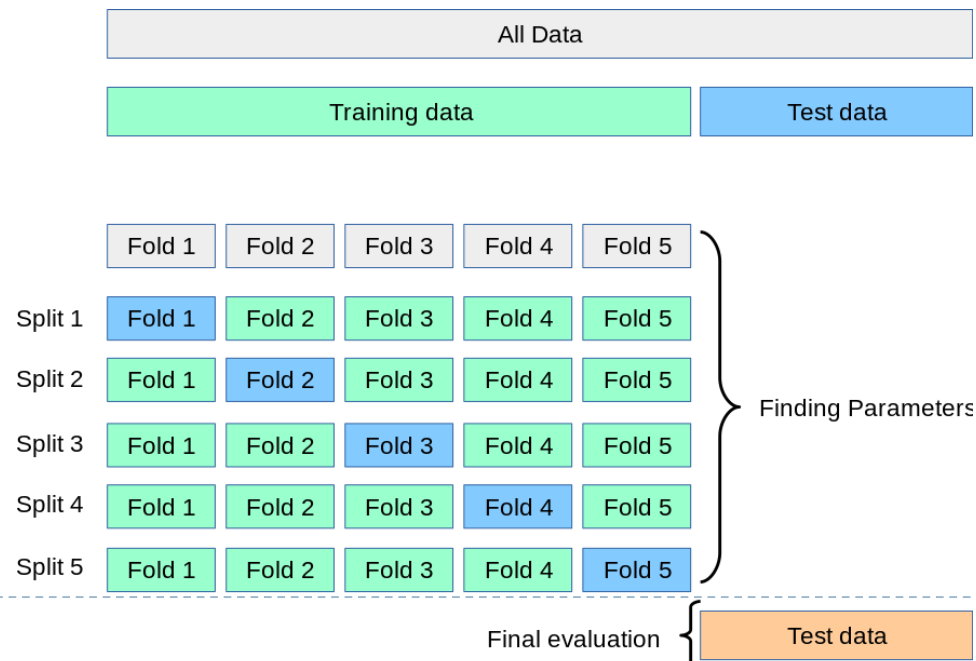 All Data
Training data Test data
Fold 1 Fold 2 Fold 3 Fold 4 Fold 5
Split 1 Fold 1 Fold 2 Fold 3 Fold 4 Fold 5
Split 2 Fold 1 Fold 2 Fold 3 Fold 4 Fold 5
Finding Parameters
Split 3 Fold 1 Fold 2 Fold 3 Fold 4 Fold 5
Split 4 Fold 1 Fold 2 Fold 3 Fold 4 Fold 5
Split 5 Fold 1 Fold 2 Fold 3 Fold 4 Fold 5
Final evaluation Test data